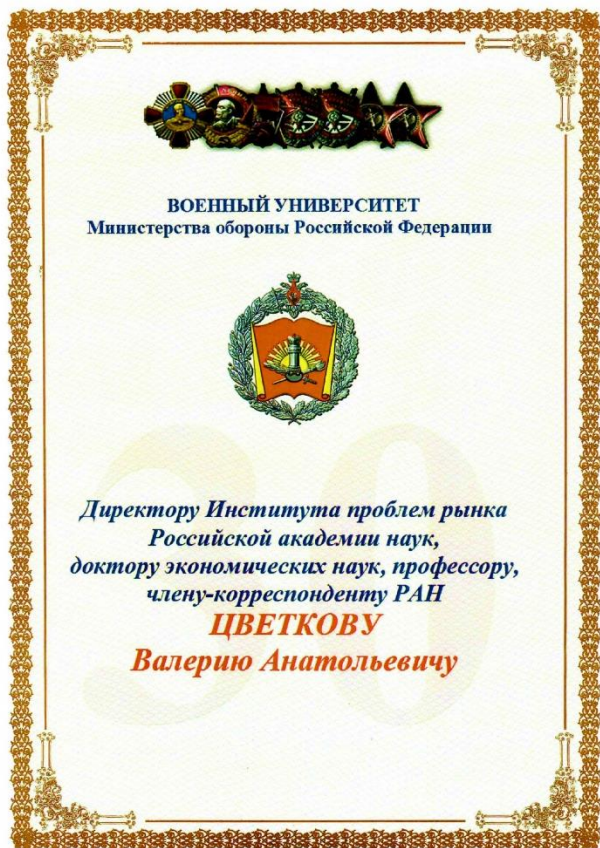 ВОЕННЫЙ УНИВЕРСИТЕТ
Министерства обороны Российской Федерации
30
Директору Института проблем рынка
Российской академии наук,
доктору экономических наук, профессору,
члену-корреспонденту РАН
ЦВЕТКОВУ
Валерию Анатольевичу